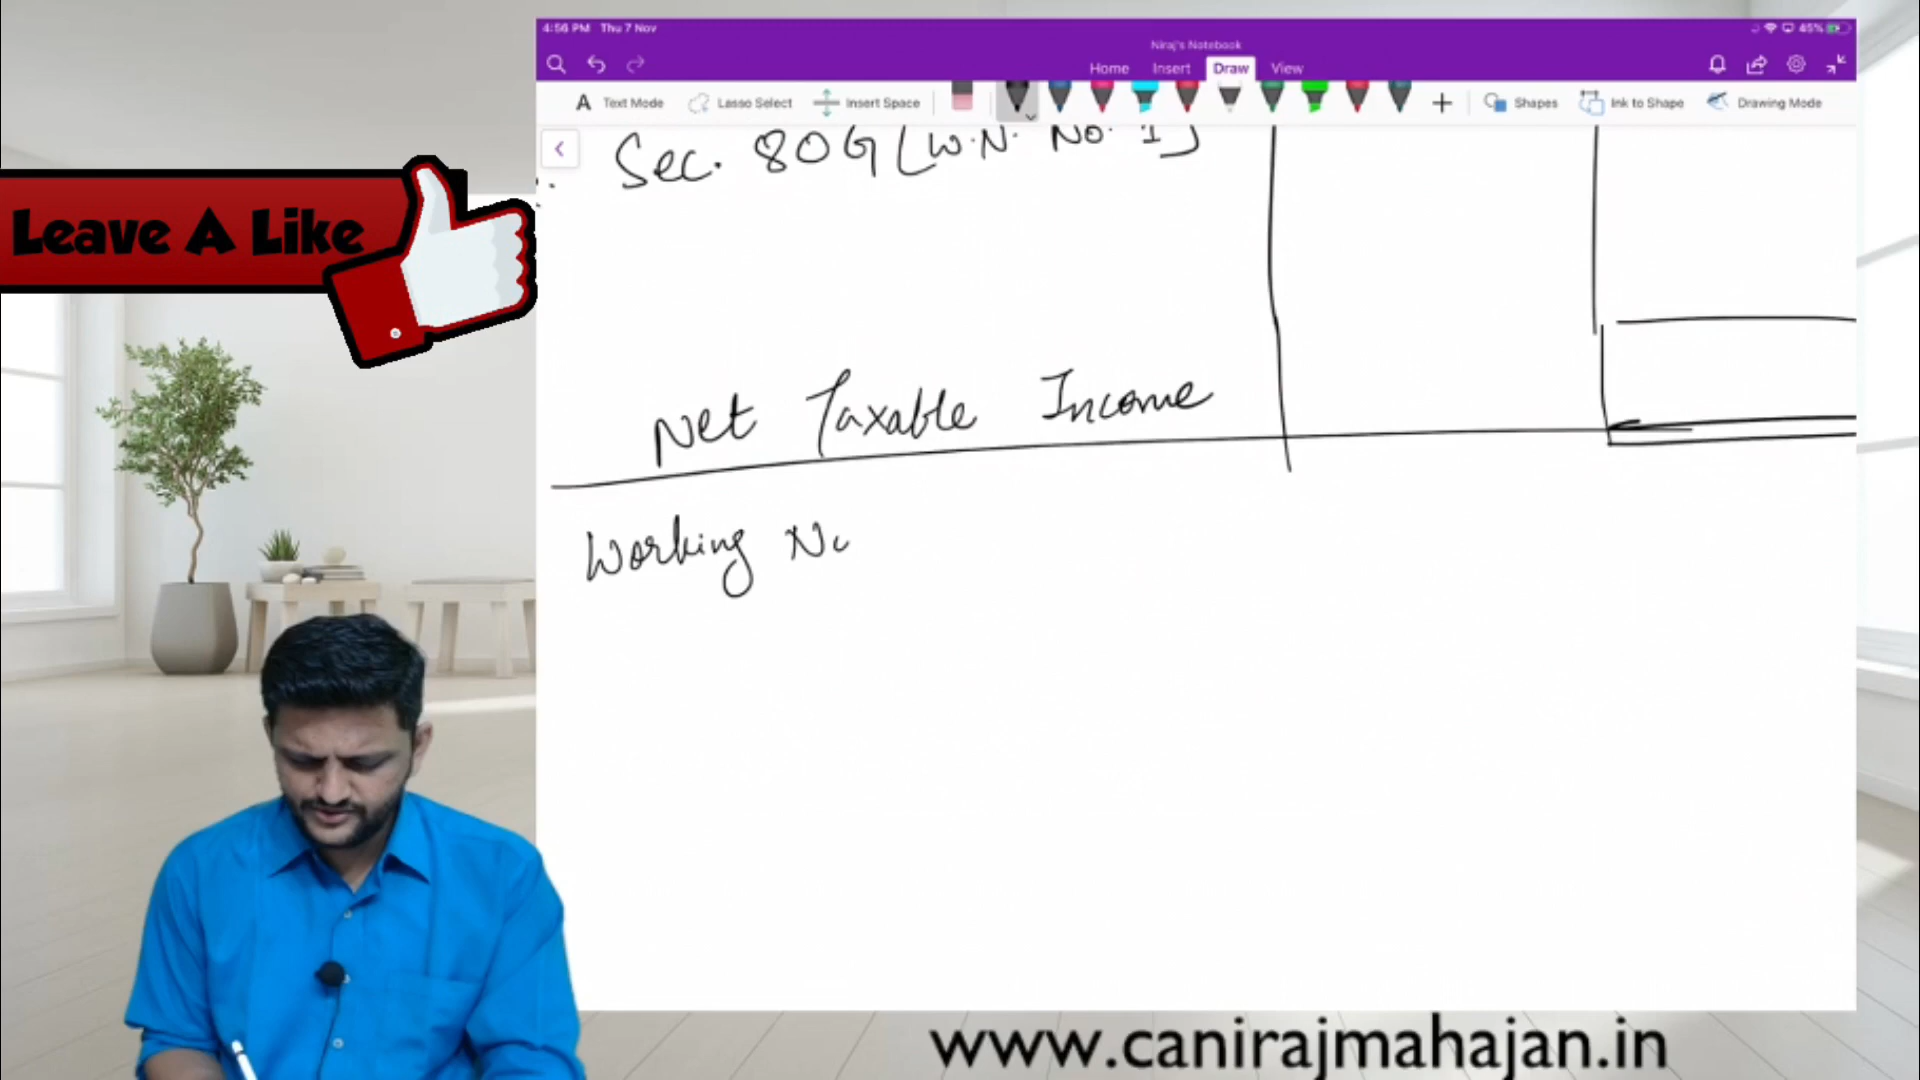 4:56 PM Thu 7 Nov
45%
Niraj's Notebook
Home Insert Draw View
A Text Mode Lasso Select Insert Space Shapes Ink to Shape Drawing Mode
Sec. 80G [W.N. No. 1]
Leave A Like
Net Taxable Income
Working No
www.canirajmahajan.in